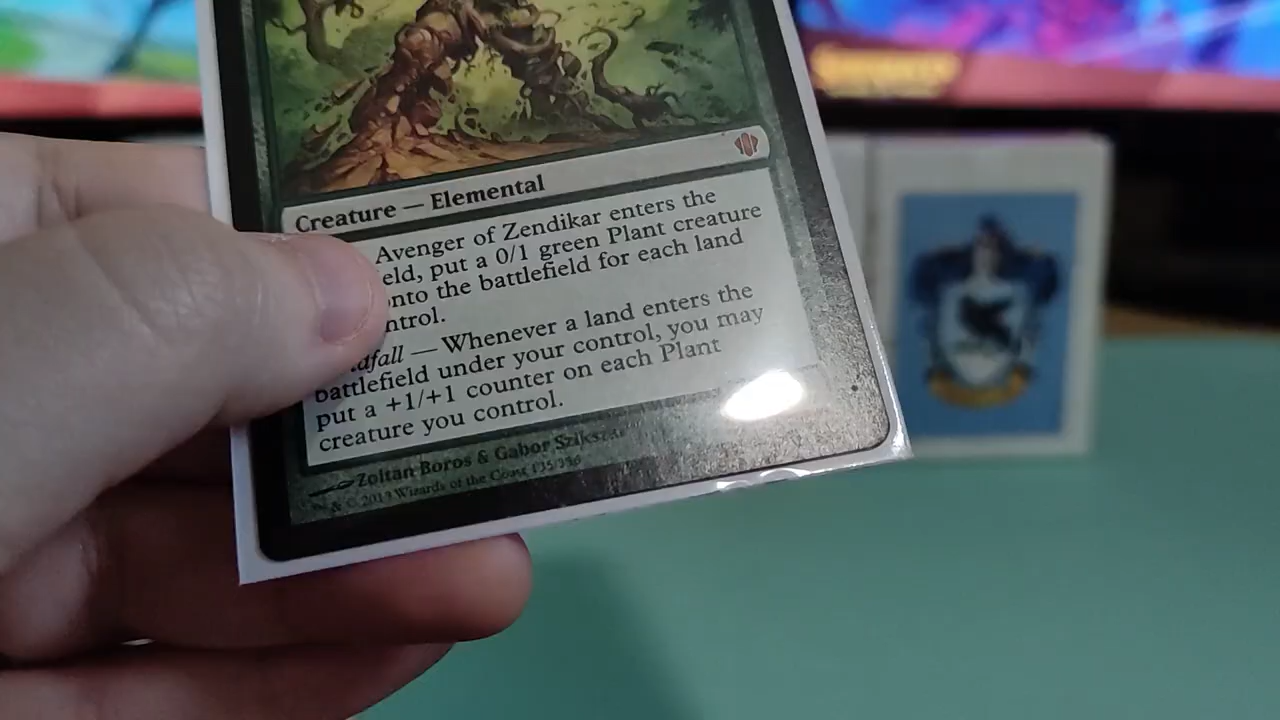 Creature — Elemental
Avenger of Zendikar enters the
eld, put a 0/1 green Plant creature
onto the battlefield for each land
ntrol.
dfall — Whenever a land enters the
battlefield under your control, you may
put a +1/+1 counter on each Plant
creature you control.
Zoltan Boros & Gabor Szikszai
& © 2013 Wizards of the Coast 135/356